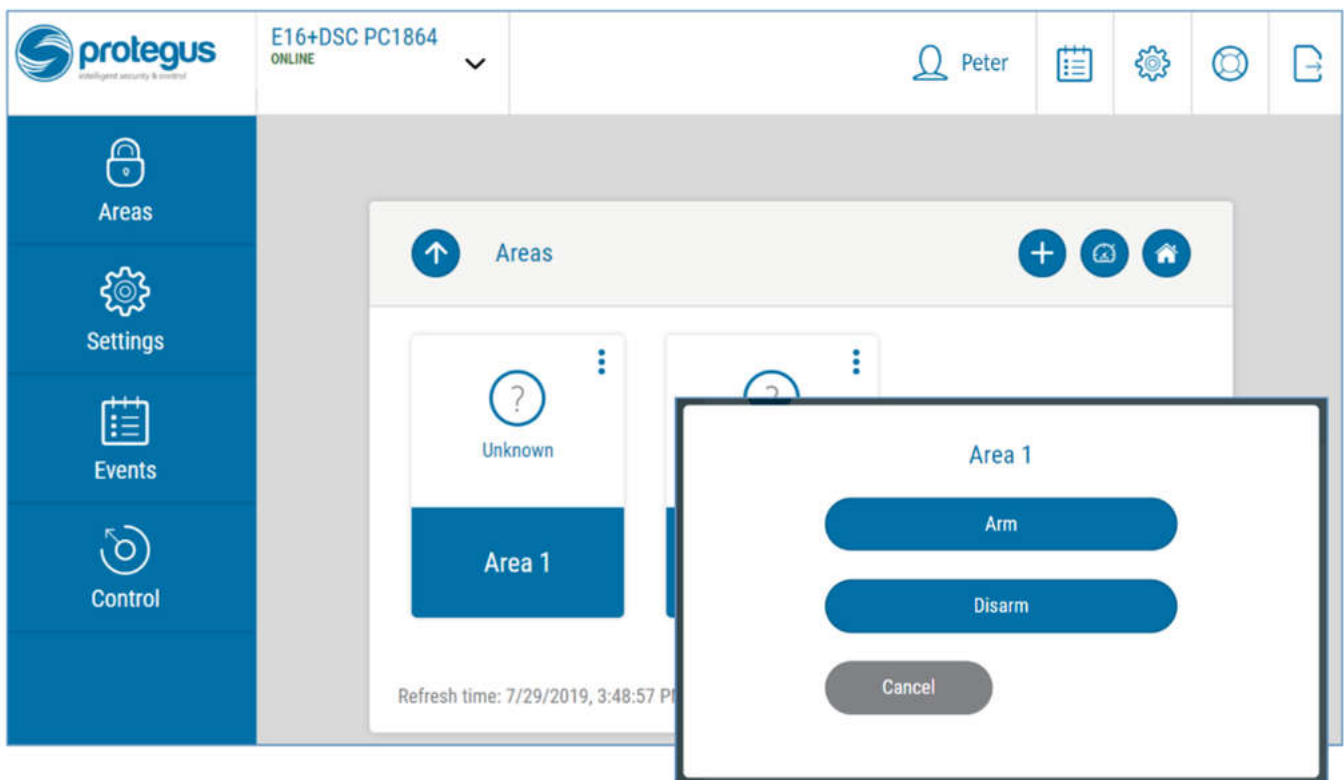 protegus
intelligent security & control
E16+DSC PC1864
ONLINE
Peter
Areas
Settings
Events
Control
Areas
?
Unknown
Area 1
?
Refresh time: 7/29/2019, 3:48:57
Area 1
Arm
Disarm
Cancel